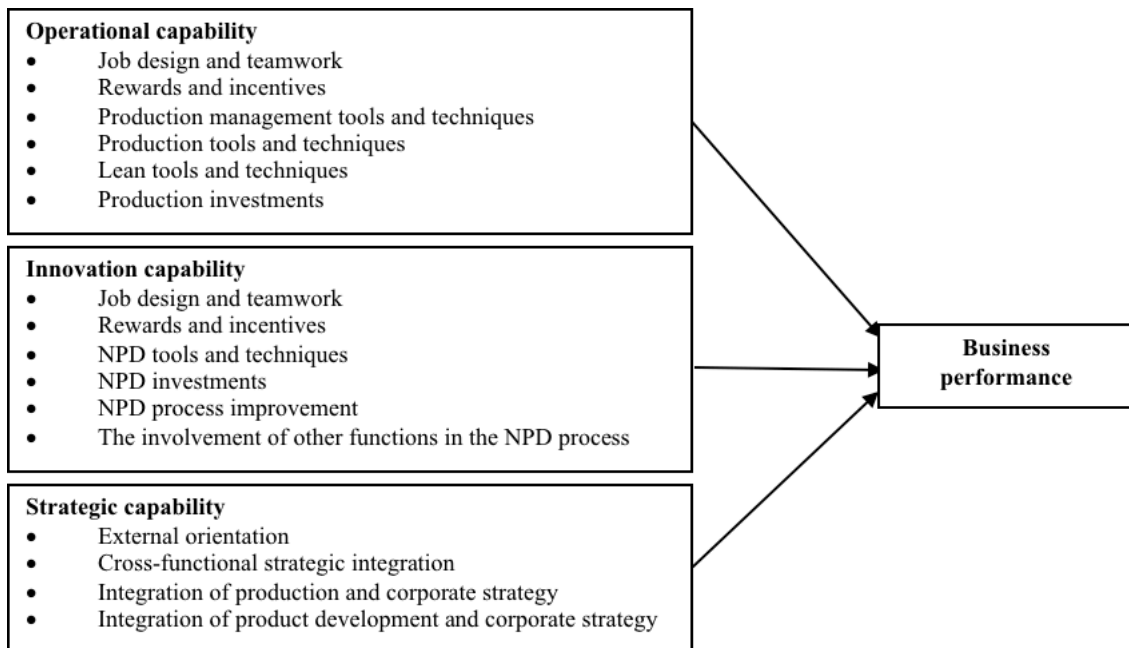 Operational capability
• Job design and teamwork
• Rewards and incentives
• Production management tools and techniques
• Production tools and techniques
• Lean tools and techniques
• Production investments
Innovation capability
• Job design and teamwork
• Rewards and incentives
• NPD tools and techniques
• NPD investments
• NPD process improvement
• The involvement of other functions in the NPD process
Strategic capability
• External orientation
• Cross-functional strategic integration
• Integration of production and corporate strategy
• Integration of product development and corporate strategy
Business
performance